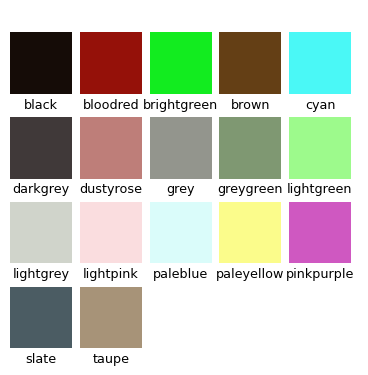 black bloodred brightgreen brown cyan
darkgrey dustyrose grey greygreen lightgreen
lightgrey lightpink paleblue paleyellow pinkpurple
slate taupe